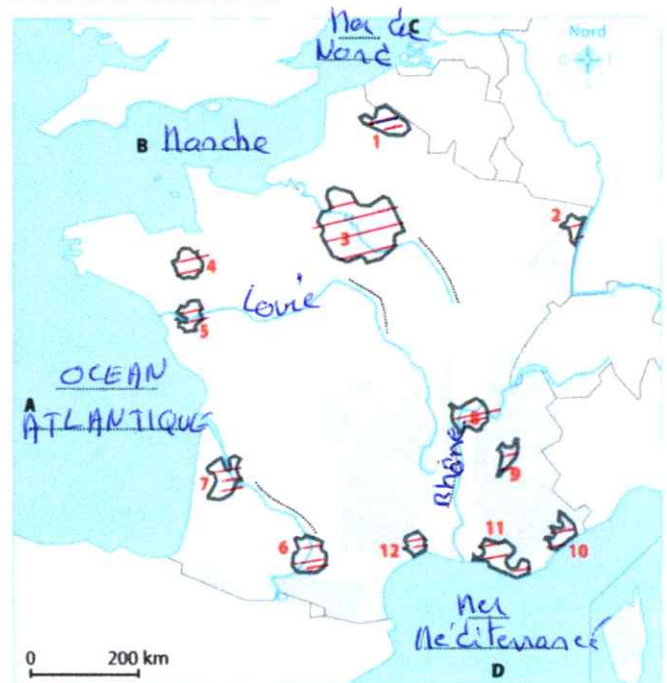 Mer de C
Nord
Nord
O E
1
B Manche
2
3
4
Loire
5
OCEAN
A
ATLANTIQUE
8
Rhône
9
7
6
12
11
10
Mer
Méditerranée
0 200 km
D